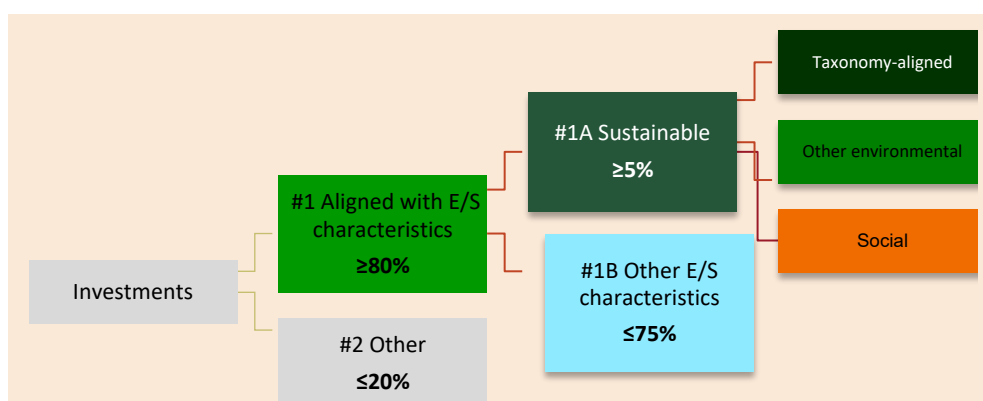 Investments
#1 Aligned with E/S
characteristics
≥80%
#2 Other
≤20%
#1A Sustainable
≥5%
#1B Other E/S
characteristics
≤75%
Taxonomy-aligned
Other environmental
Social